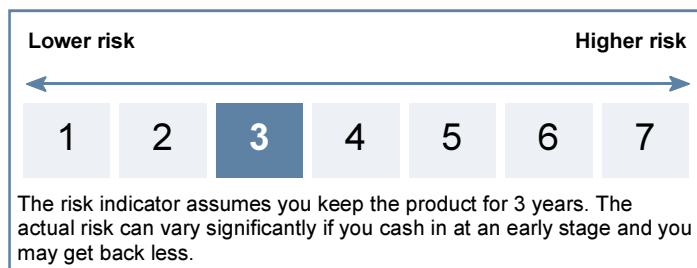 Lower risk Higher risk
1 2 3 4 5 6 7
The risk indicator assumes you keep the product for 3 years. The
actual risk can vary significantly if you cash in at an early stage and you
may get back less.